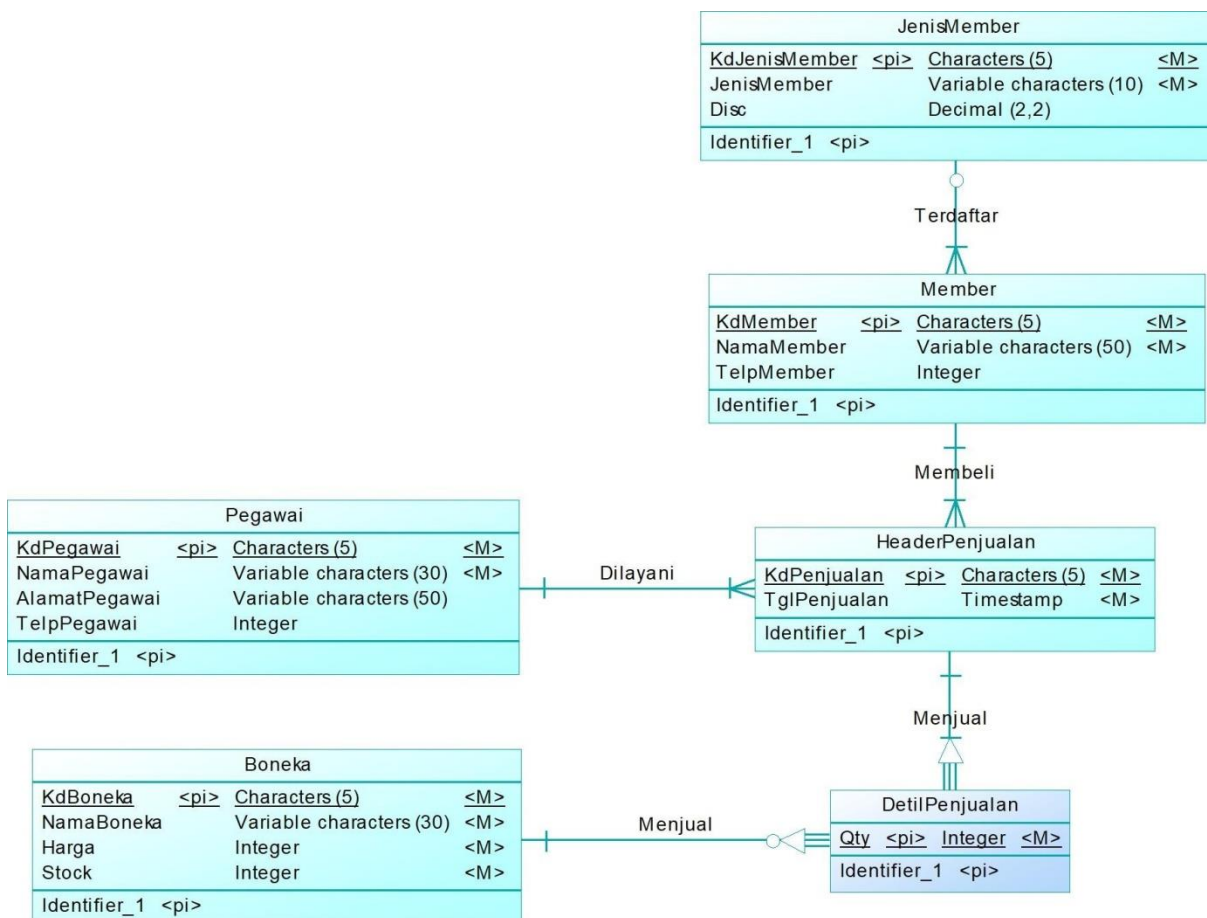 JenisMember
KdJenisMember <pi> Characters (5) <M>
JenisMember Variable characters (10) <M>
Disc Decimal (2,2)
Identifier_1 <pi>
Terdaftar
Member
KdMember <pi> Characters (5) <M>
NamaMember Variable characters (50) <M>
TelpMember Integer
Identifier_1 <pi>
Membeli
Pegawai
KdPegawai <pi> Characters (5) <M>
NamaPegawai Variable characters (30) <M>
AlamatPegawai Variable characters (50)
TelpPegawai Integer
Identifier_1 <pi>
Dilayani
HeaderPenjualan
KdPenjualan <pi> Characters (5) <M>
TglPenjualan Timestamp <M>
Identifier_1 <pi>
Menjual
Boneka
KdBoneka <pi> Characters (5) <M>
NamaBoneka Variable characters (30) <M>
Harga Integer <M>
Stock Integer <M>
Identifier_1 <pi>
Menjual
DetilPenjualan
Qty <pi> Integer <M>
Identifier_1 <pi>